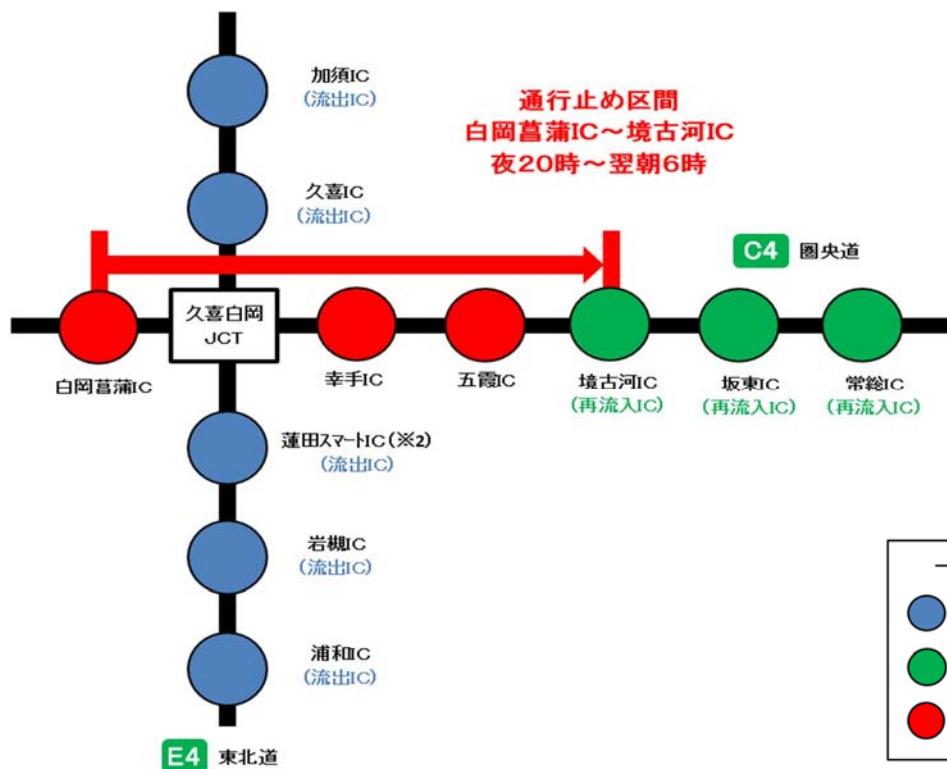 加須IC
(流出IC)
通行止め区間
白岡菖蒲IC～境古河IC
夜20時～翌朝6時
久喜IC
(流出IC)
C4 圏央道
久喜白岡
JCT
白岡菖蒲IC
幸手IC
五霞IC
境古河IC
(再流入IC)
坂東IC
(再流入IC)
常総IC
(再流入IC)
蓮田スマートIC(※2)
(流出IC)
岩槻IC
(流出IC)
浦和IC
(流出IC)
E4 東北道